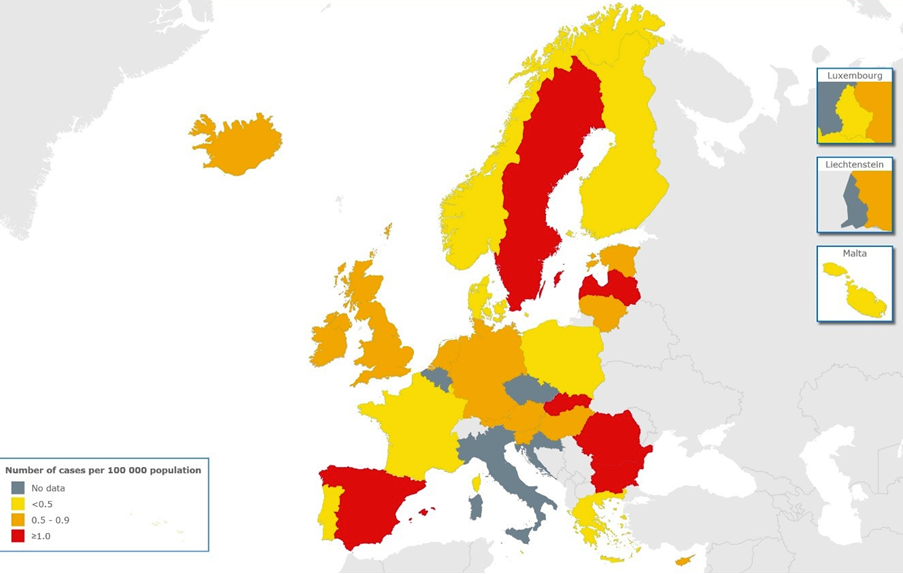 Luxembourg
Liechtenstein
Malta
Number of cases per 100 000 population
No data
<0.5
0.5 - 0.9
≥1.0